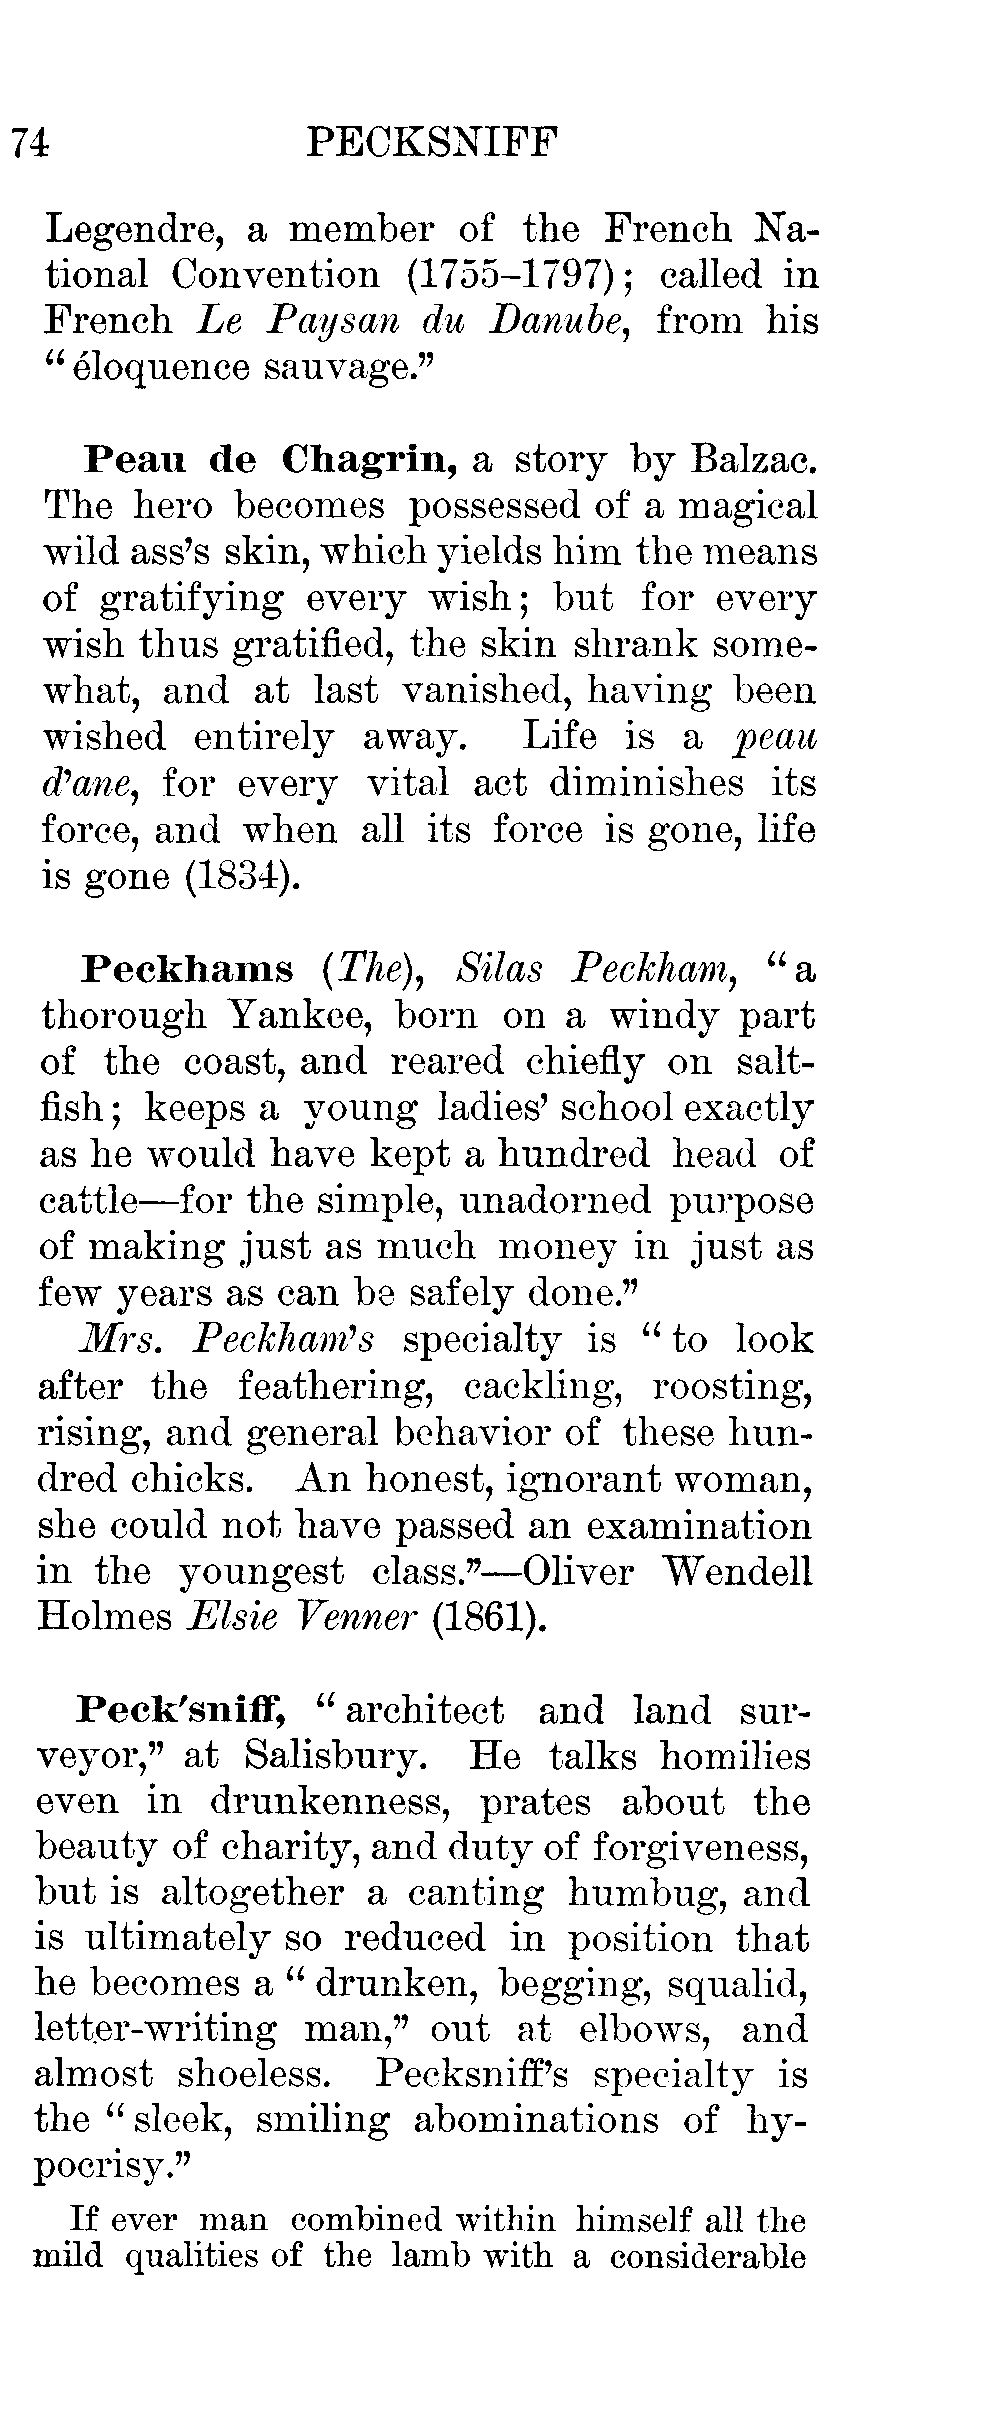 74 PECKSNIFF
Legendre, a member of the French Na-
tional Convention (1755–1797); called in
French Le Paysan du Danube, from his
“éloquence sauvage.”
Peau de Chagrin, a story by Balzac.
The hero becomes possessed of a magical
wild ass’s skin, which yields him the means
of gratifying every wish; but for every
wish thus gratified, the skin shrank some-
what, and at last vanished, having been
wished entirely away. Life is a peau
d’ane, for every vital act diminishes its
force, and when all its force is gone, life
is gone (1834).
Peckhams (The), Silas Peckham, “a
thorough Yankee, born on a windy part
of the coast, and reared chiefly on salt-
fish; keeps a young ladies’ school exactly
as he would have kept a hundred head of
cattle—for the simple, unadorned purpose
of making just as much money in just as
few years as can be safely done.”
Mrs. Peckham’s specialty is “to look
after the feathering, cackling, roosting,
rising, and general behavior of these hun-
dred chicks. An honest, ignorant woman,
she could not have passed an examination
in the youngest class.”—Oliver Wendell
Holmes Elsie Venner (1861).
Peck'sniff, “architect and land sur-
veyor,” at Salisbury. He talks homilies
even in drunkenness, prates about the
beauty of charity, and duty of forgiveness,
but is altogether a canting humbug, and
is ultimately so reduced in position that
he becomes a “drunken, begging, squalid,
letter-writing man,” out at elbows, and
almost shoeless. Pecksniff’s specialty is
the “sleek, smiling abominations of hy-
pocrisy.”
If ever man combined within himself all the
mild qualities of the lamb with a considerable